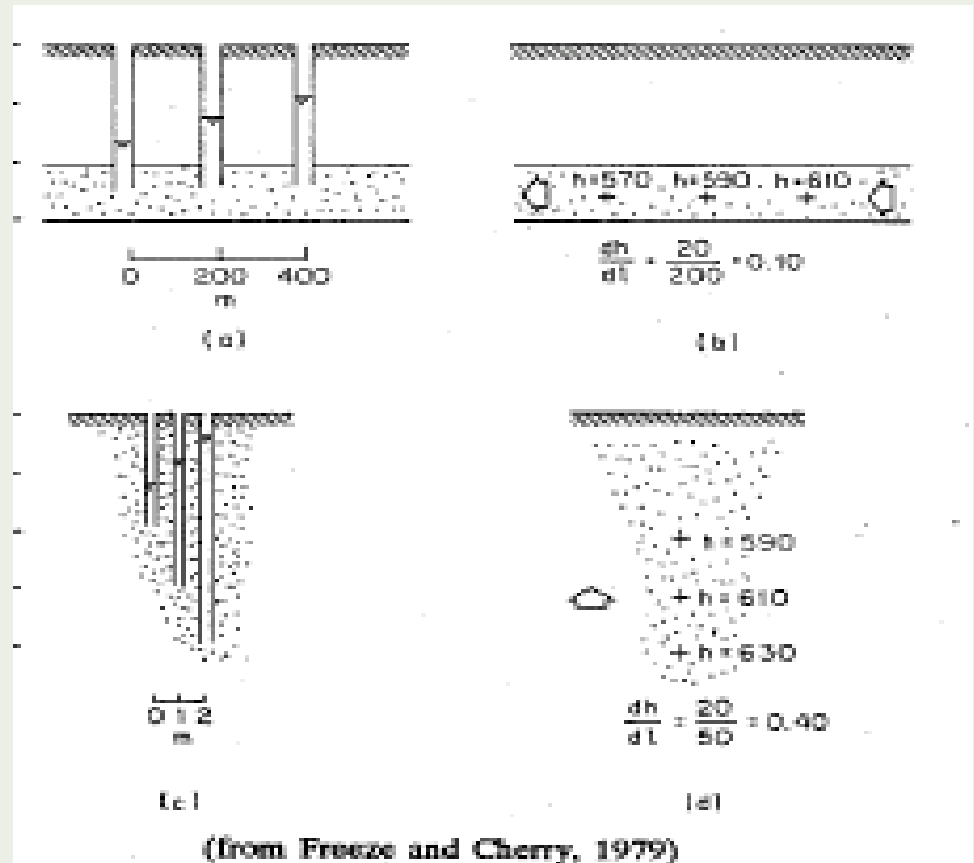 h=570 h=590 h=610
dh/dl = 20/200 = 0.10
0 200 400
m
(a)
(b)
h = 590
h = 610
h = 630
0 1 2
m
dh/dl = 20/50 = 0.40
(c)
(d)
(from Freeze and Cherry, 1979)